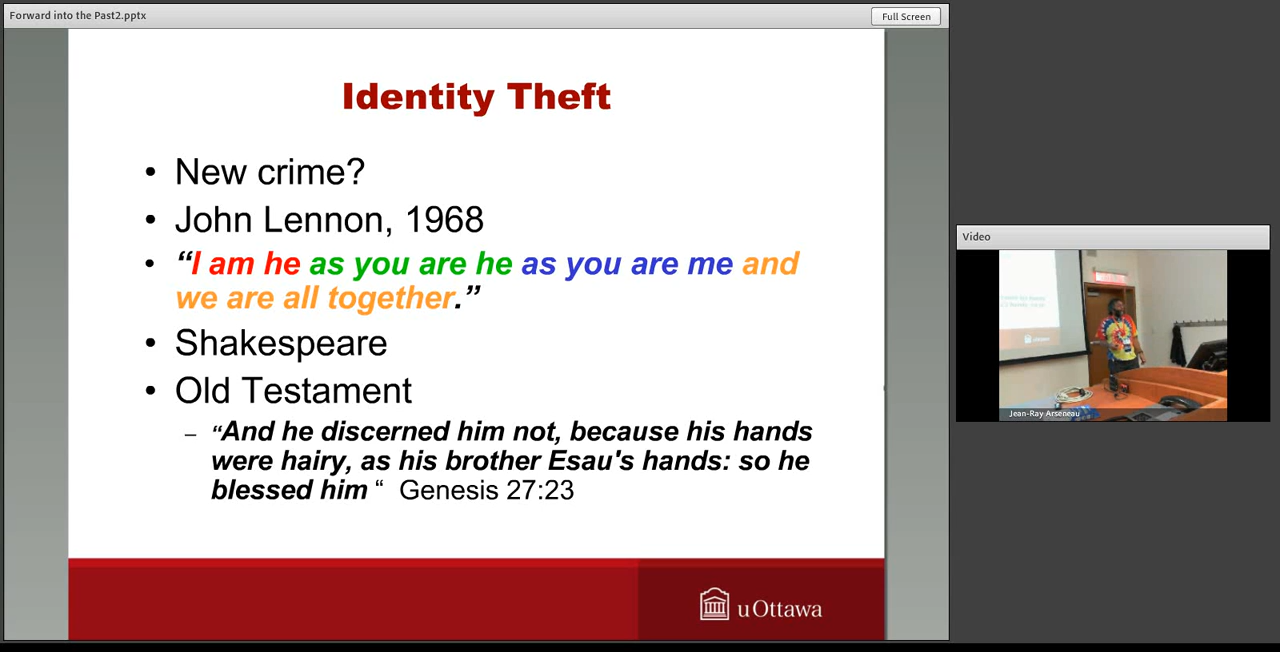 Forward into the Past2.pptx
Full Screen
Identity Theft
• New crime?
• John Lennon, 1968
• “I am he as you are he as you are me and
we are all together.”
• Shakespeare
• Old Testament
– “And he discerned him not, because his hands
were hairy, as his brother Esau's hands: so he
blessed him “ Genesis 27:23
uOttawa
Video
Jean-Ray Arseneau